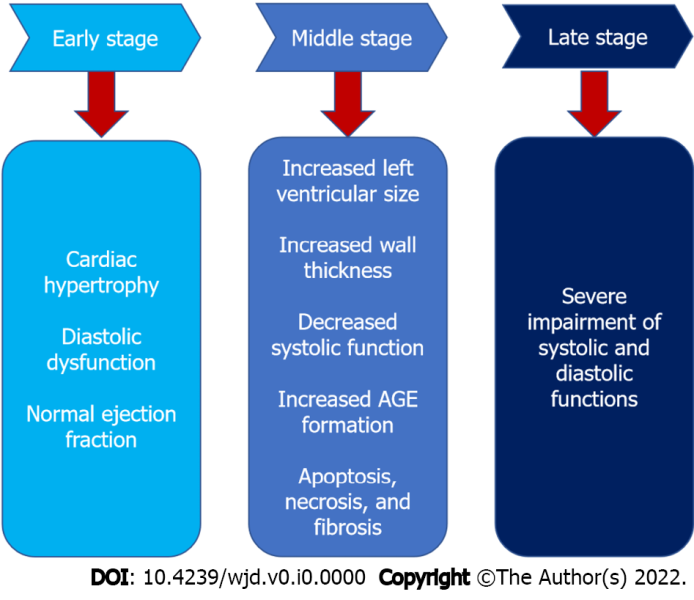 Early stage
Middle stage
Late stage
Cardiac
hypertrophy
Diastolic
dysfunction
Normal ejection
fraction
Increased left
ventricular size
Increased wall
thickness
Decreased
systolic function
Increased AGE
formation
Apoptosis,
necrosis, and
fibrosis
Severe
impairment of
systolic and
diastolic
functions
DOI: 10.4239/wjd.v0.i0.0000 Copyright ©The Author(s) 2022.